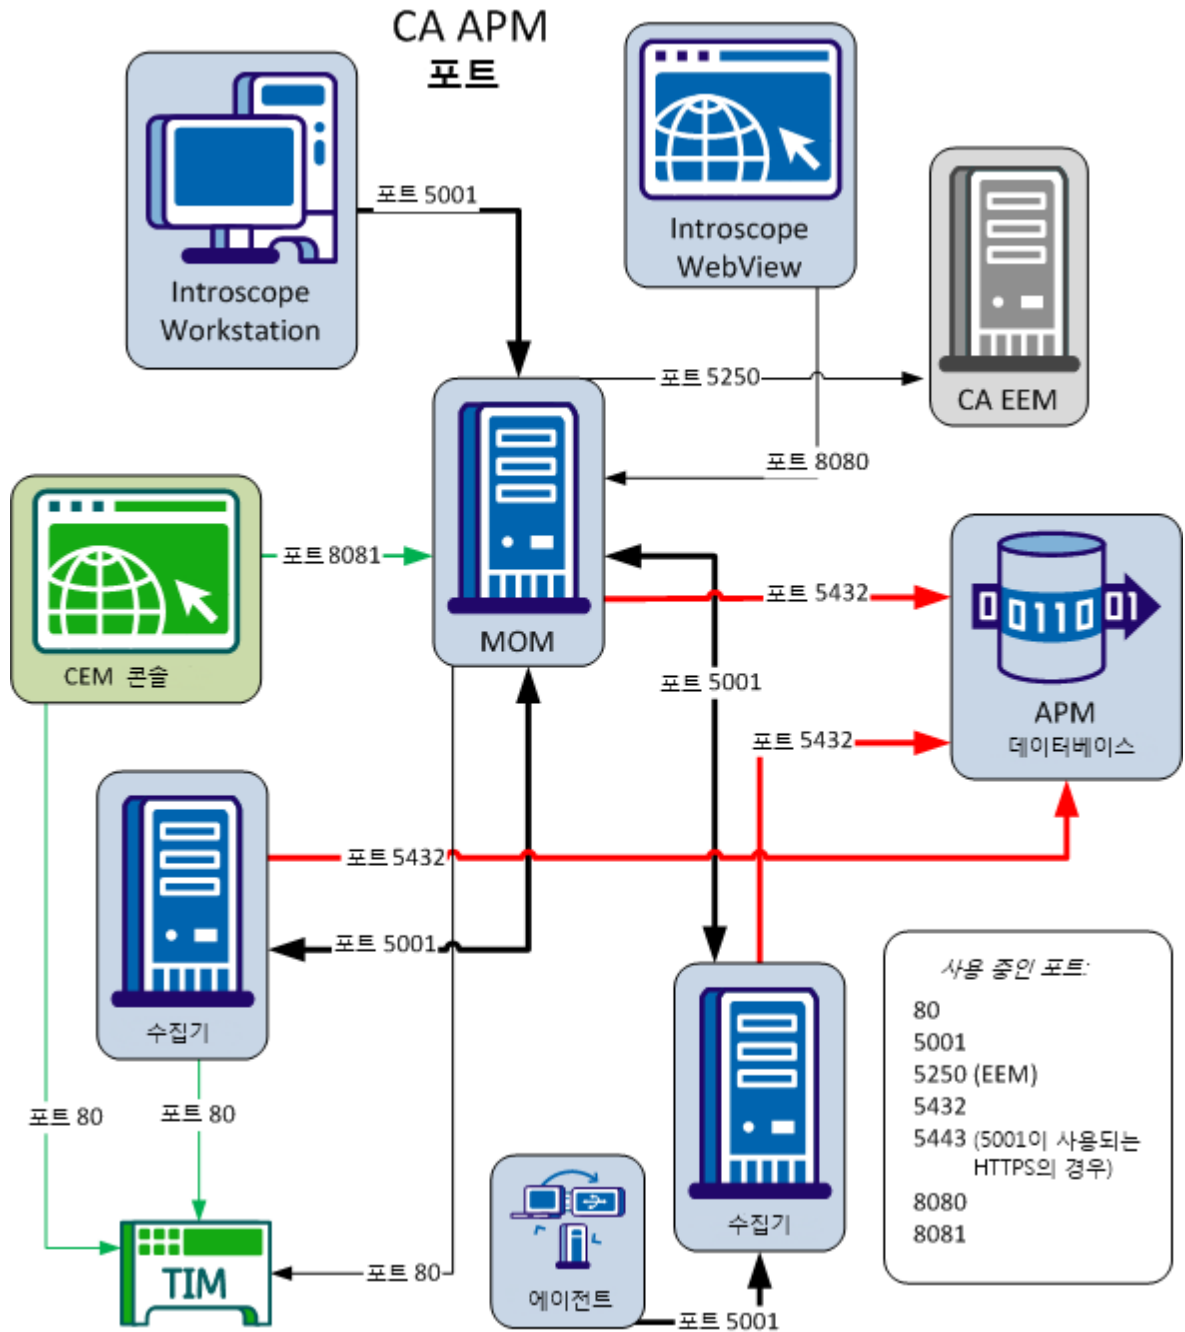 CA APM
포트
Introscope
Workstation
포트 5001
Introscope
WebView
CA EEM
포트 5250
포트 8080
CEM 콘솔
포트 8081
MOM
포트 5432
0 0110 01
APM
데이터베이스
포트 5001
포트 5432
포트 5432
포트 5001
수집기
포트 80
포트 80
TIM
포트 80
에이전트
포트 5001
수집기
사용 중인 포트:
80
5001
5250 (EEM)
5432
5443 (5001이 사용되는
HTTPS의 경우)
8080
8081